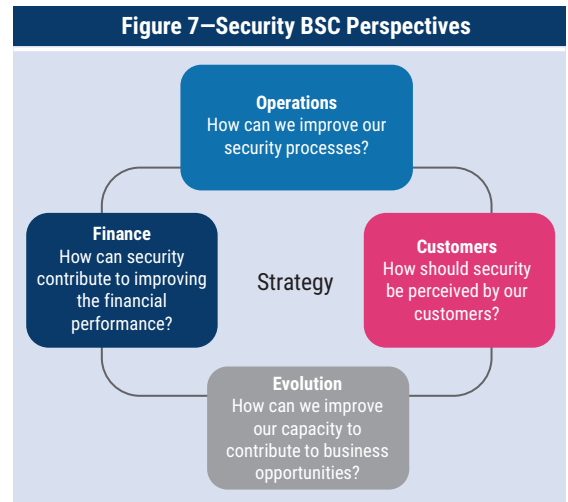 Figure 7—Security BSC Perspectives
Operations
How can we improve our
security processes?
Finance
How can security
contribute to improving
the financial
performance?
Strategy
Customers
How should security
be perceived by our
customers?
Evolution
How can we improve
our capacity to
contribute to business
opportunities?